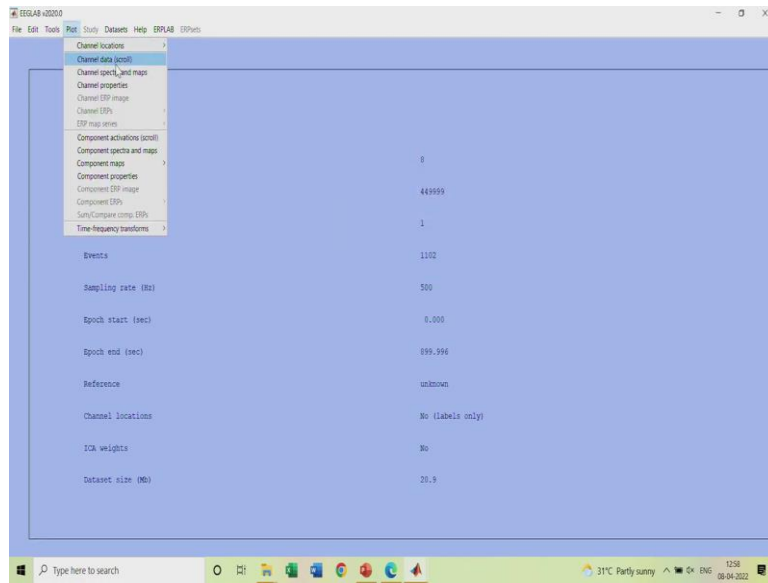 EEGLAB v2020.0
File Edit Tools Plot Study Datasets Help ERPLAB ERPsets
Channel locations
Channel data (scroll)
Channel spectra and maps
Channel properties
Channel ERP image
Channel ERPs
ERP map series
Component activations (scroll)
Component spectra and maps
Component maps
Component properties
Component ERP image
Component ERPs
Sum/Compare comp. ERPs
Time-frequency transforms
8
449999
1
Events 1102
Sampling rate (Hz) 500
Epoch start (sec) 0.000
Epoch end (sec) 899.996
Reference unknown
Channel locations No (labels only)
ICA weights No
Dataset size (Mb) 20.9
Type here to search
31°C Partly sunny ENG
12:58
08-04-2022